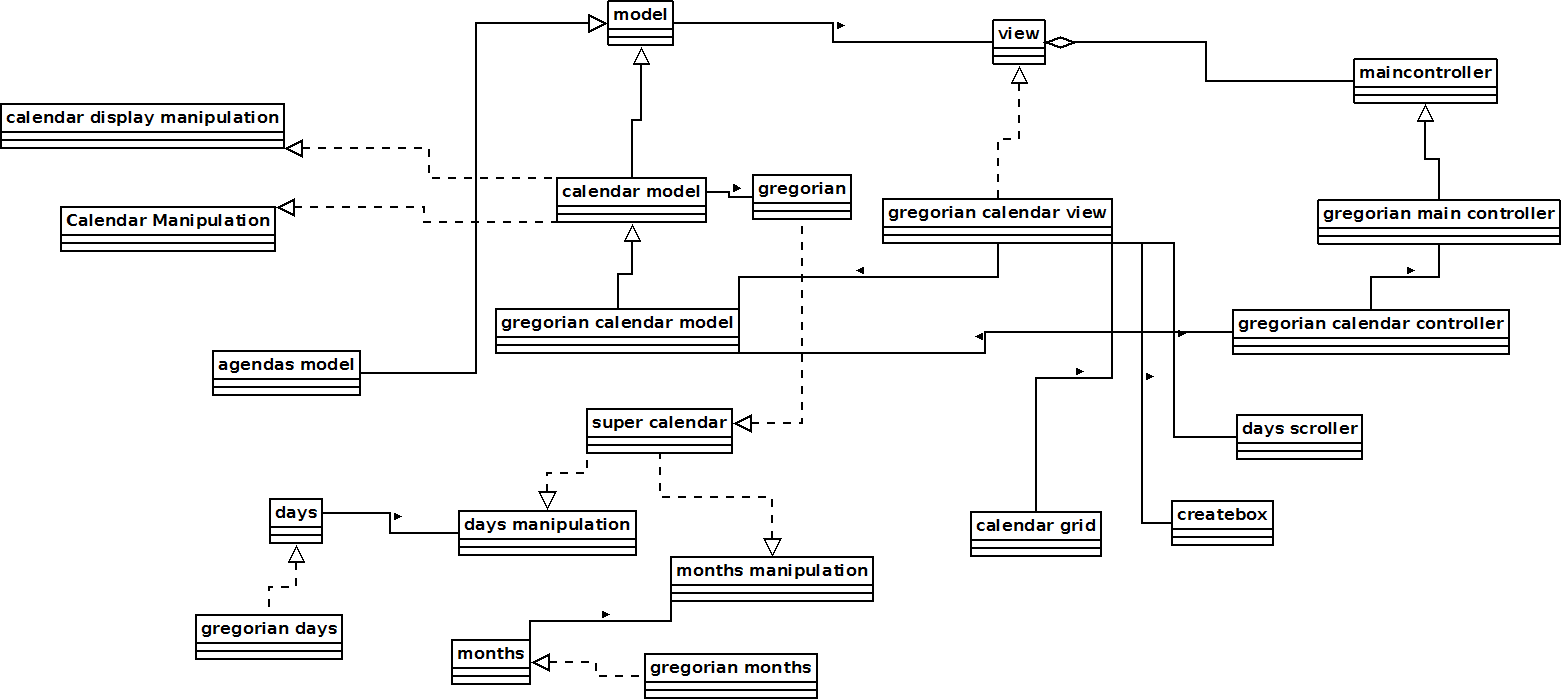 model
view
maincontroller
calendar display manipulation
calendar model
gregorian
Calendar Manipulation
gregorian calendar view
gregorian main controller
gregorian calendar model
gregorian calendar controller
agendas model
super calendar
days scroller
days
days manipulation
calendar grid
createbox
months manipulation
gregorian days
months
gregorian months